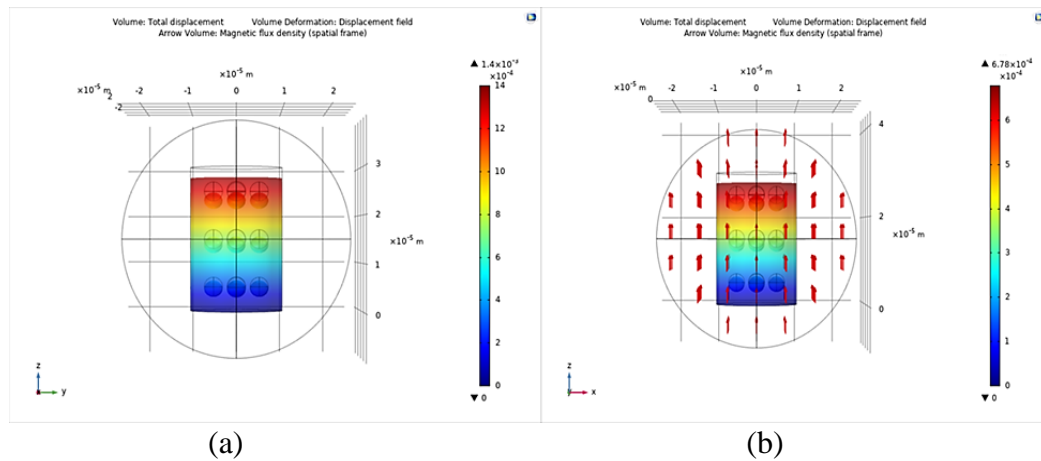 Volume: Total displacement Volume Deformation: Displacement field
Arrow Volume: Magnetic flux density (spatial frame)
×10⁻⁵ m
×10⁻⁵ m
-2 -1 0 1 2
2
-2
3
2
×10⁻⁵ m
1
0
▲ 1.4×10⁻³
×10⁻⁴
14
12
10
8
6
4
2
0
▼ 0
z
y
(a)
Volume: Total displacement Volume Deformation: Displacement field
Arrow Volume: Magnetic flux density (spatial frame)
×10⁻⁵ m
×10⁻⁵ m
-2 -1 0 1 2
0
4
2
×10⁻⁵ m
0
▲ 6.78×10⁻⁴
×10⁻⁴
6
5
4
3
2
1
0
▼ 0
z
y
x
(b)